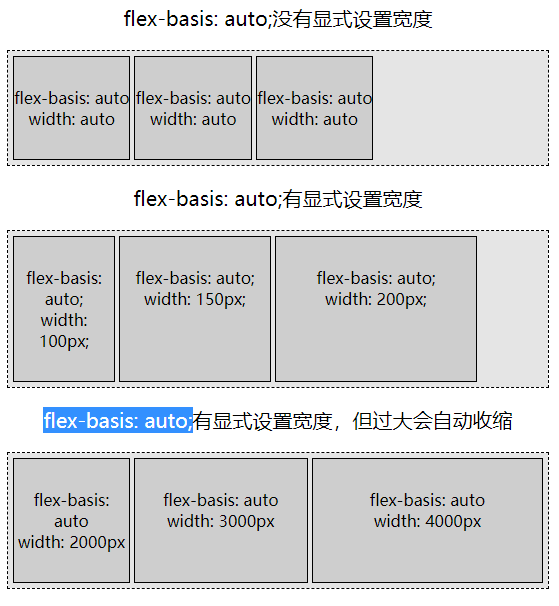 flex-basis: auto;没有显式设置宽度
flex-basis: auto
width: auto
flex-basis: auto
width: auto
flex-basis: auto
width: auto
flex-basis: auto;有显式设置宽度
flex-basis:
auto;
width:
100px;
flex-basis: auto;
width: 150px;
flex-basis: auto;
width: 200px;
flex-basis: auto;有显式设置宽度，但过大会自动收缩
flex-basis:
auto
width: 2000px
flex-basis: auto
width: 3000px
flex-basis: auto
width: 4000px